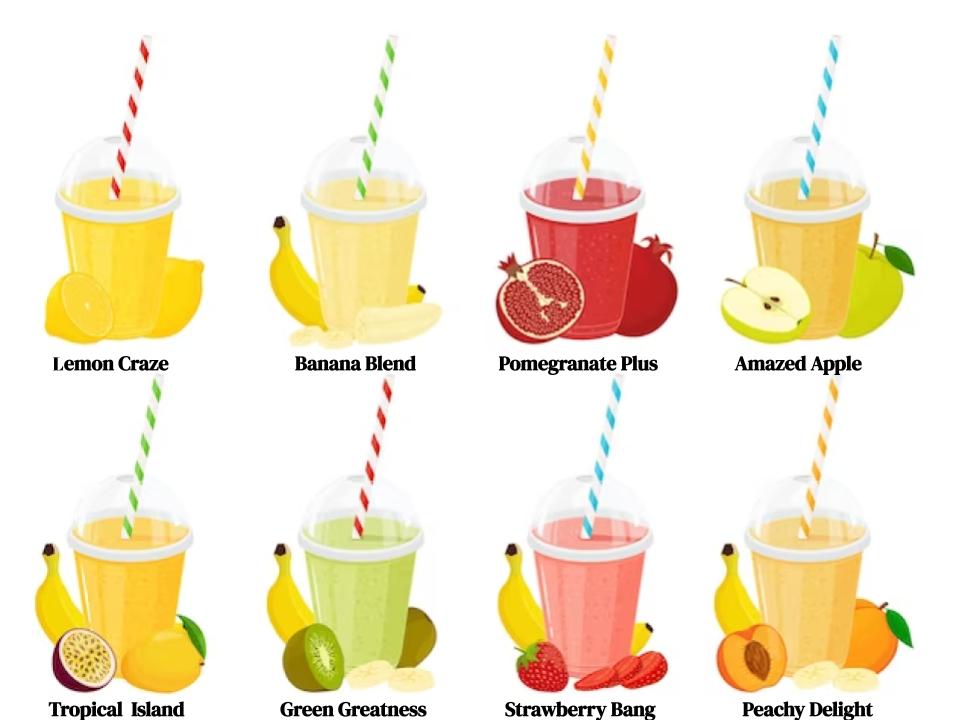 Lemon Craze
Banana Blend
Pomegranate Plus
Amazed Apple
Tropical Island
Green Greatness
Strawberry Bang
Peachy Delight